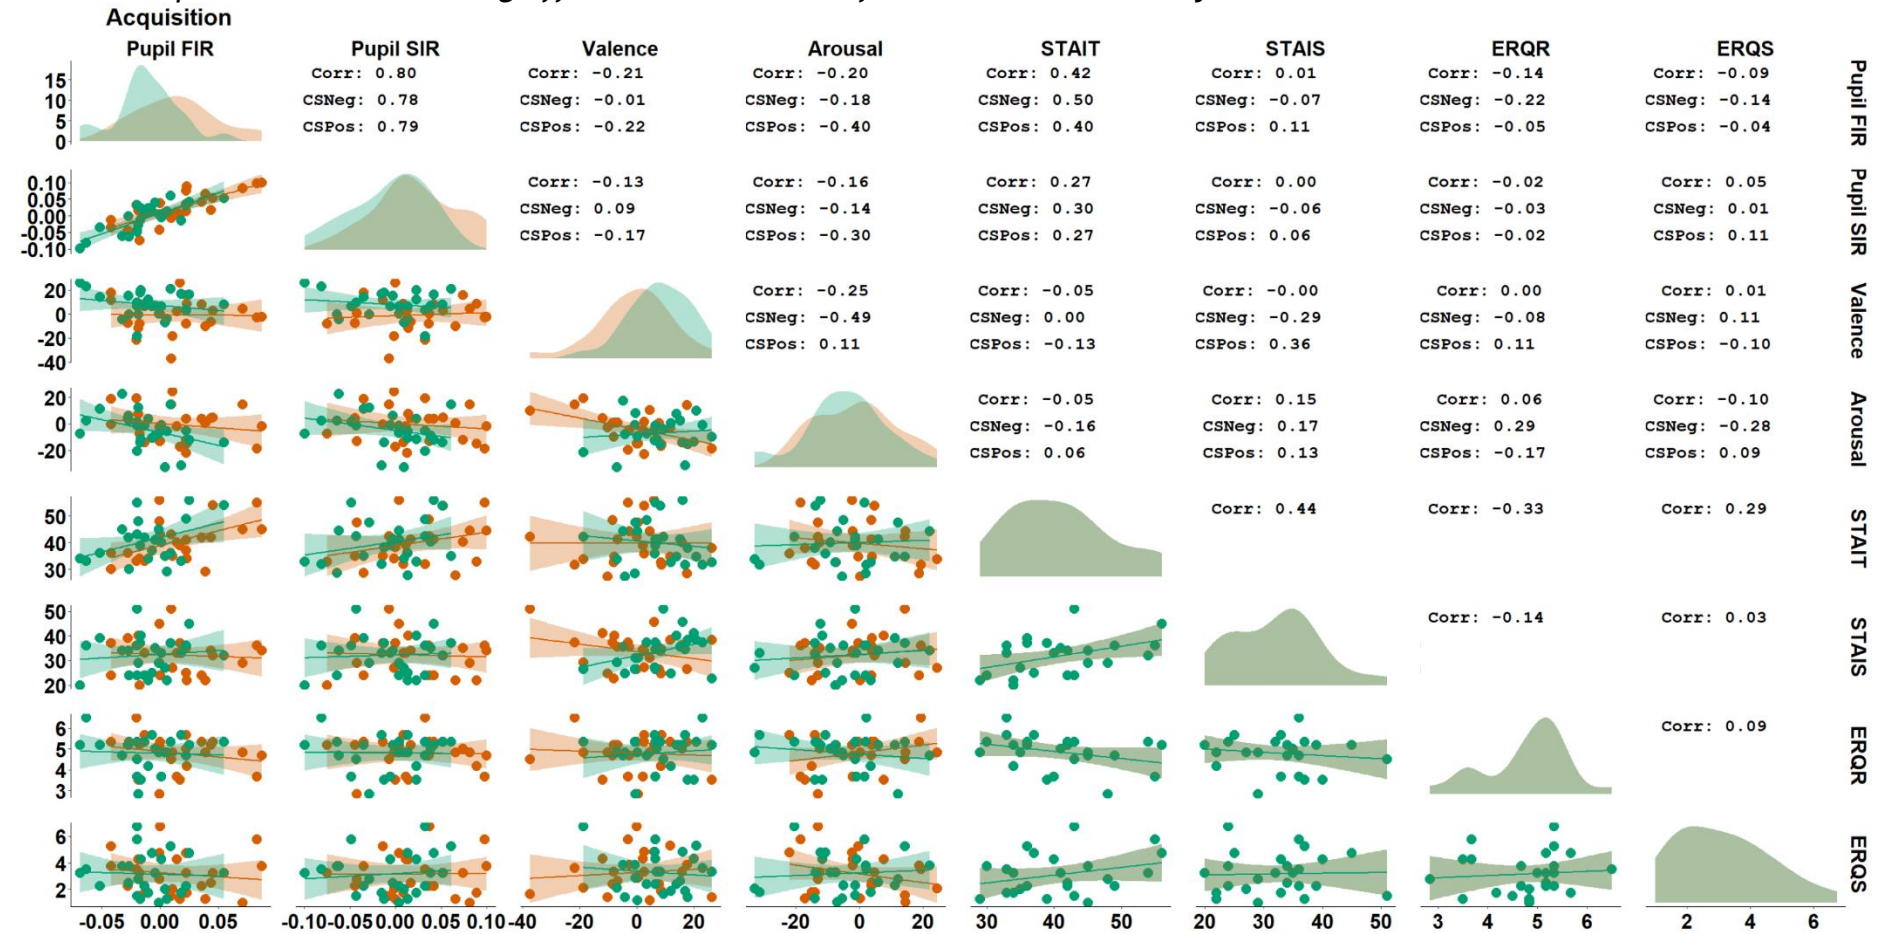 Acquisition
Pupil FIR Pupil SIR Valence Arousal STAIT STAIS ERQR ERQS
15 10 5 0
Corr: 0.80 Corr: -0.21 Corr: -0.20 Corr: 0.42 Corr: 0.01 Corr: -0.14 Corr: -0.09
CSNeg: 0.78 CSNeg: -0.01 CSNeg: -0.18 CSNeg: 0.50 CSNeg: -0.07 CSNeg: -0.22 CSNeg: -0.14
CSPos: 0.79 CSPos: -0.22 CSPos: -0.40 CSPos: 0.40 CSPos: 0.11 CSPos: -0.05 CSPos: -0.04
Pupil FIR
0.10 0.05 0.00 -0.05 -0.10
Corr: -0.13 Corr: -0.16 Corr: 0.27 Corr: 0.00 Corr: -0.02 Corr: 0.05
CSNeg: 0.09 CSNeg: -0.14 CSNeg: 0.30 CSNeg: -0.06 CSNeg: -0.03 CSNeg: 0.01
CSPos: -0.17 CSPos: -0.30 CSPos: 0.27 CSPos: 0.06 CSPos: -0.02 CSPos: 0.11
Pupil SIR
20 0 -20 -40
Corr: -0.25 Corr: -0.05 Corr: -0.00 Corr: 0.00 Corr: 0.01
CSNeg: -0.49 CSNeg: 0.00 CSNeg: -0.29 CSNeg: -0.08 CSNeg: 0.11
CSPos: 0.11 CSPos: -0.13 CSPos: 0.36 CSPos: 0.11 CSPos: -0.10
Valence
20 0 -20
Corr: -0.05 Corr: 0.15 Corr: 0.06 Corr: -0.10
CSNeg: -0.16 CSNeg: 0.17 CSNeg: 0.29 CSNeg: -0.28
CSPos: 0.06 CSPos: 0.13 CSPos: -0.17 CSPos: 0.09
Arousal
50 40 30
Corr: 0.44 Corr: -0.33 Corr: 0.29
STAIT
50 40 30 20
Corr: -0.14 Corr: 0.03
STAIS
6 5 4 3
Corr: 0.09
ERQR
6 4 2
ERQS
-0.05 0.00 0.05 -0.10 -0.05 0.00 0.05 0.10 -40 -20 0 20 -20 0 20 30 40 50 20 30 40 50 3 4 5 6 2 4 6